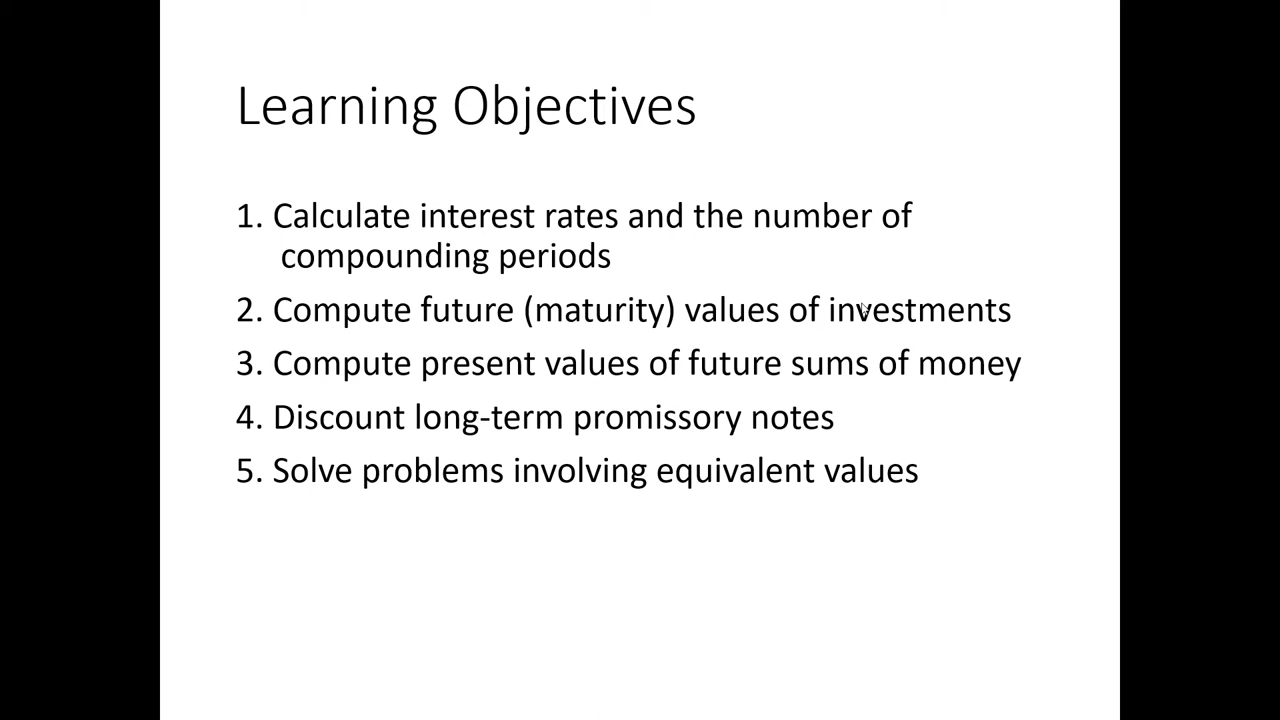 Learning Objectives
1. Calculate interest rates and the number of
compounding periods
2. Compute future (maturity) values of investments
3. Compute present values of future sums of money
4. Discount long-term promissory notes
5. Solve problems involving equivalent values